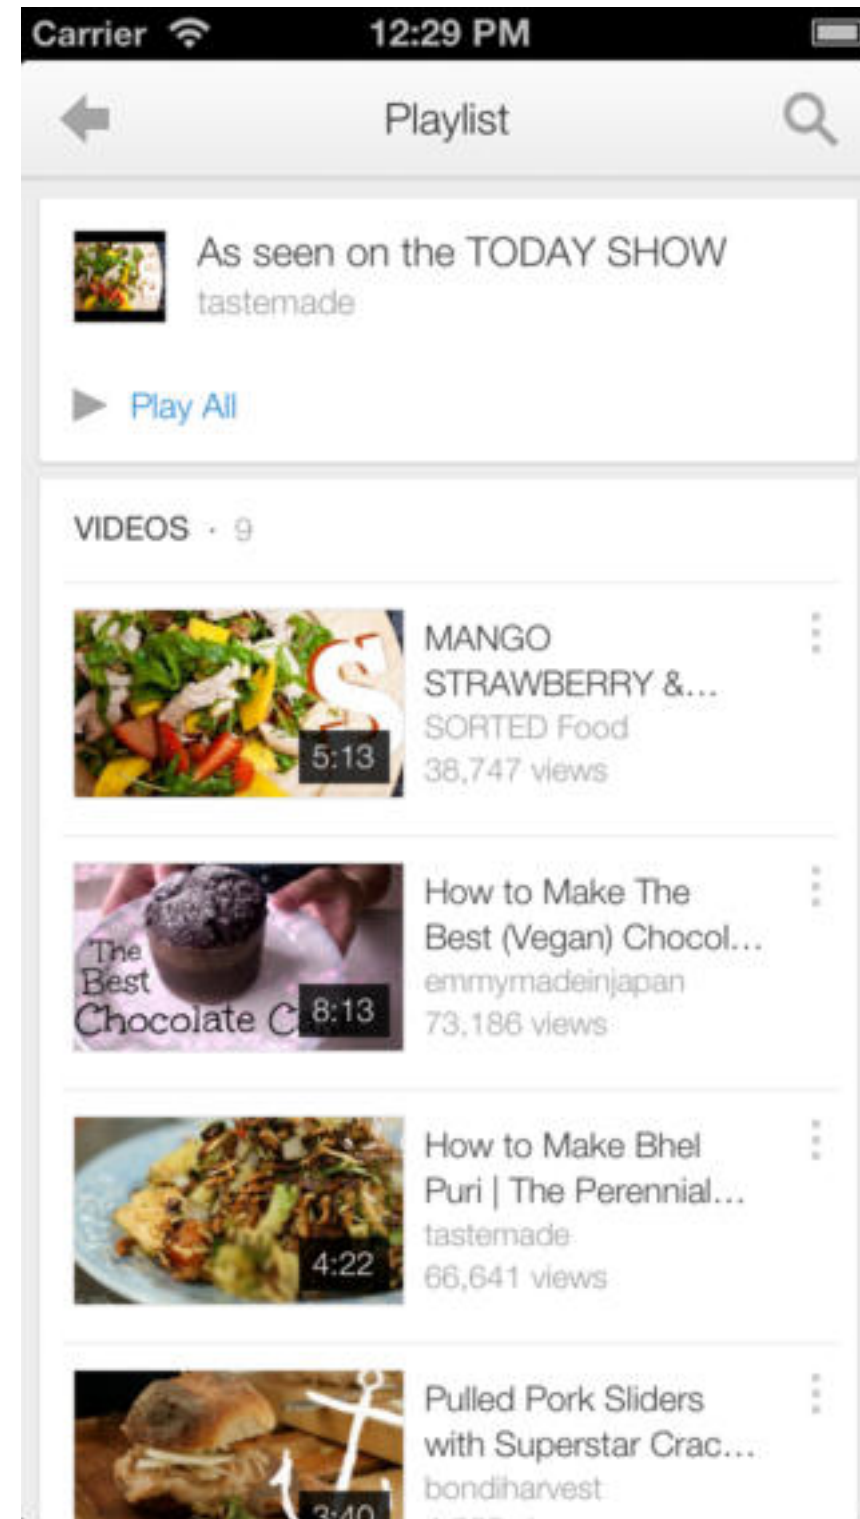 Carrier 12:29 PM
Playlist
As seen on the TODAY SHOW
tastemade
Play All
VIDEOS · 9
S
5:13
MANGO
STRAWBERRY &...
SORTED Food
38,747 views
The
Best
Chocolate
8:13
How to Make The
Best (Vegan) Chocol...
emmymadeinjapan
73,186 views
4:22
How to Make Bhel
Puri | The Perennial...
tastemade
66,641 views
3:40
Pulled Pork Sliders
with Superstar Crac...
bondiharvest